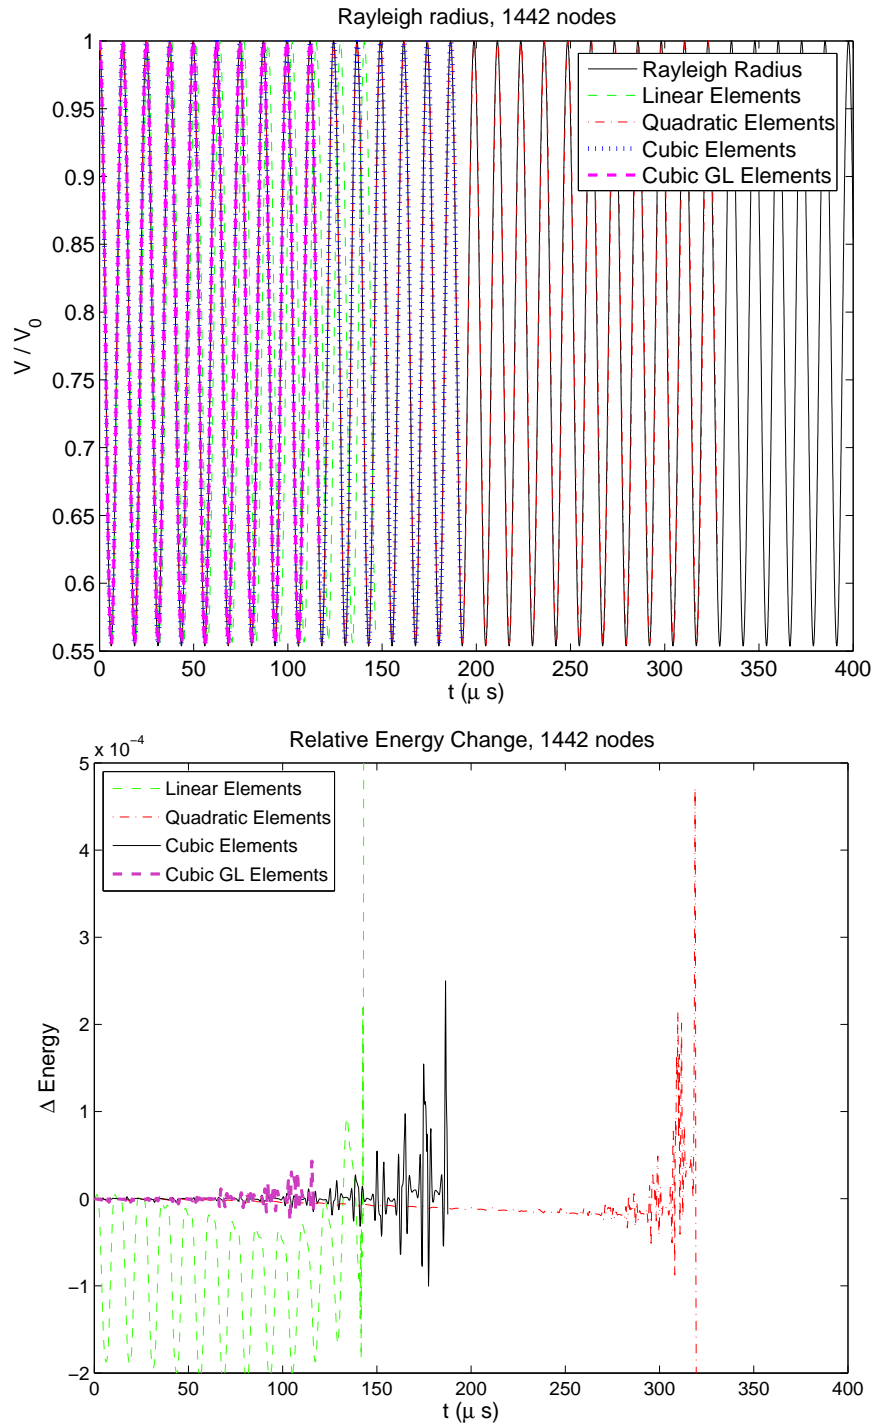 Rayleigh radius, 1442 nodes
1
0.95
0.9
0.85
0.8
0.75
0.7
0.65
0.6
0.55
V / V0
Rayleigh Radius
Linear Elements
Quadratic Elements
Cubic Elements
Cubic GL Elements
0 50 100 150 200 250 300 350 400
t (μ s)
Relative Energy Change, 1442 nodes
x 10−4
5
4
3
2
1
0
−1
−2
Δ Energy
Linear Elements
Quadratic Elements
Cubic Elements
Cubic GL Elements
0 50 100 150 200 250 300 350 400
t (μ s)